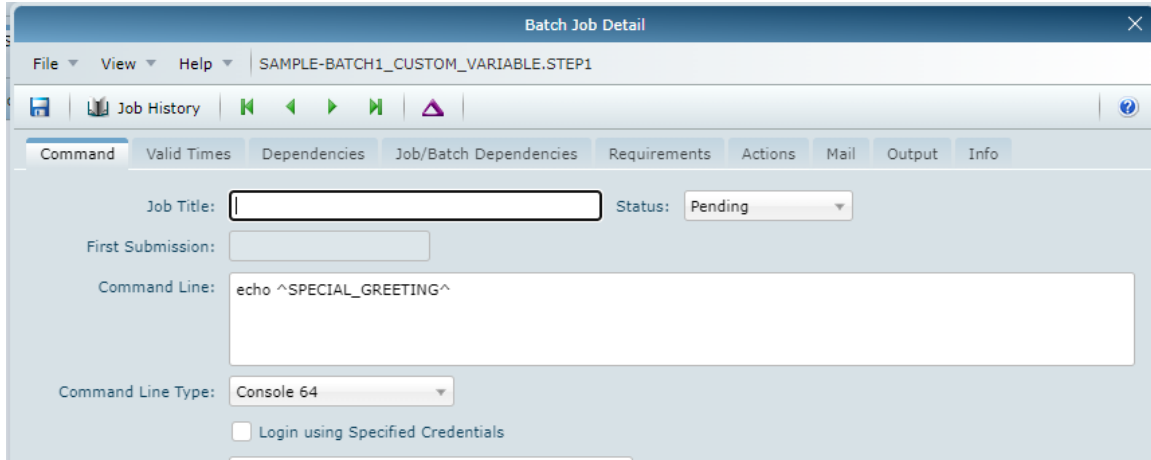 Batch Job Detail
File View Help SAMPLE-BATCH1_CUSTOM_VARIABLE.STEP1
Job History
Command Valid Times Dependencies Job/Batch Dependencies Requirements Actions Mail Output Info
Job Title: Status: Pending
First Submission:
Command Line: echo ^SPECIAL_GREETING^
Command Line Type: Console 64
Login using Specified Credentials